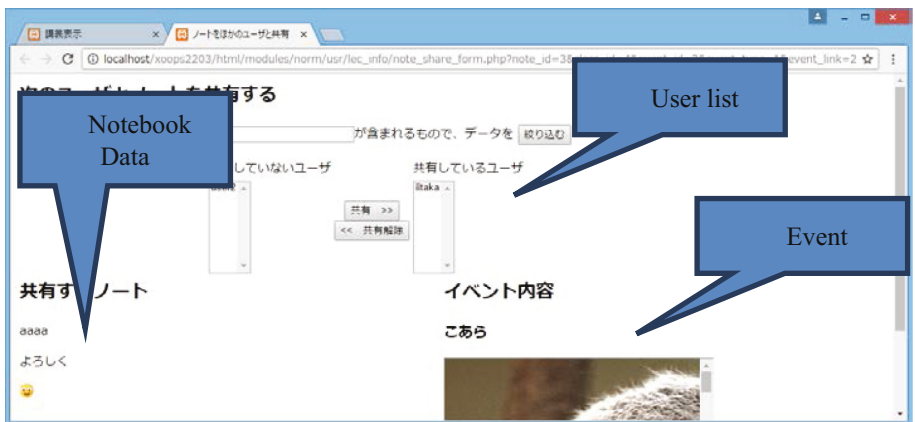 講義表示
ノートをほかのユーザと共有
localhost/xoops2203/html/modules/norm/usr/lec_info/note_share_form.php?note_id=38
event_link=2
を共有する
User list
Notebook
Data
が含まれるもので、データを 絞り込む
していないユーザ
共有しているユーザ
iitaka
共有 >>
<< 共有解除
Event
共有す ノート
イベント内容
aaaa
こあら
よろしく